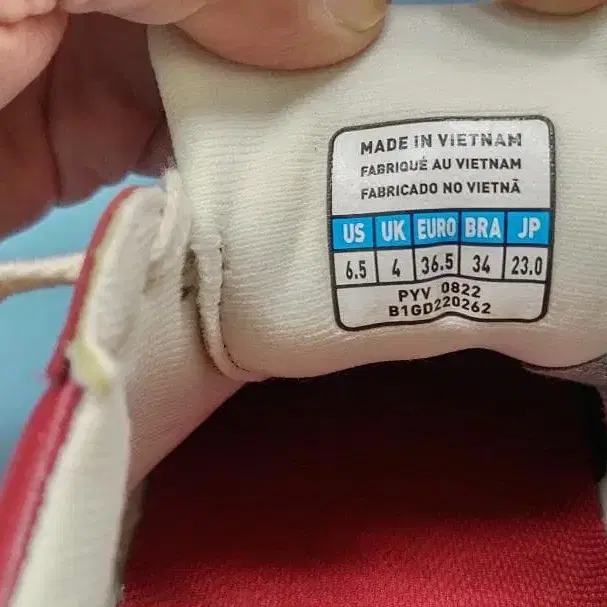 MADE IN VIETNAM
FABRIQUÉ AU VIETNAM
FABRICADO NO VIETNÃ
US UK EURO BRA JP
6.5 4 36.5 34 23.0
PYV 0822
B1GD220262